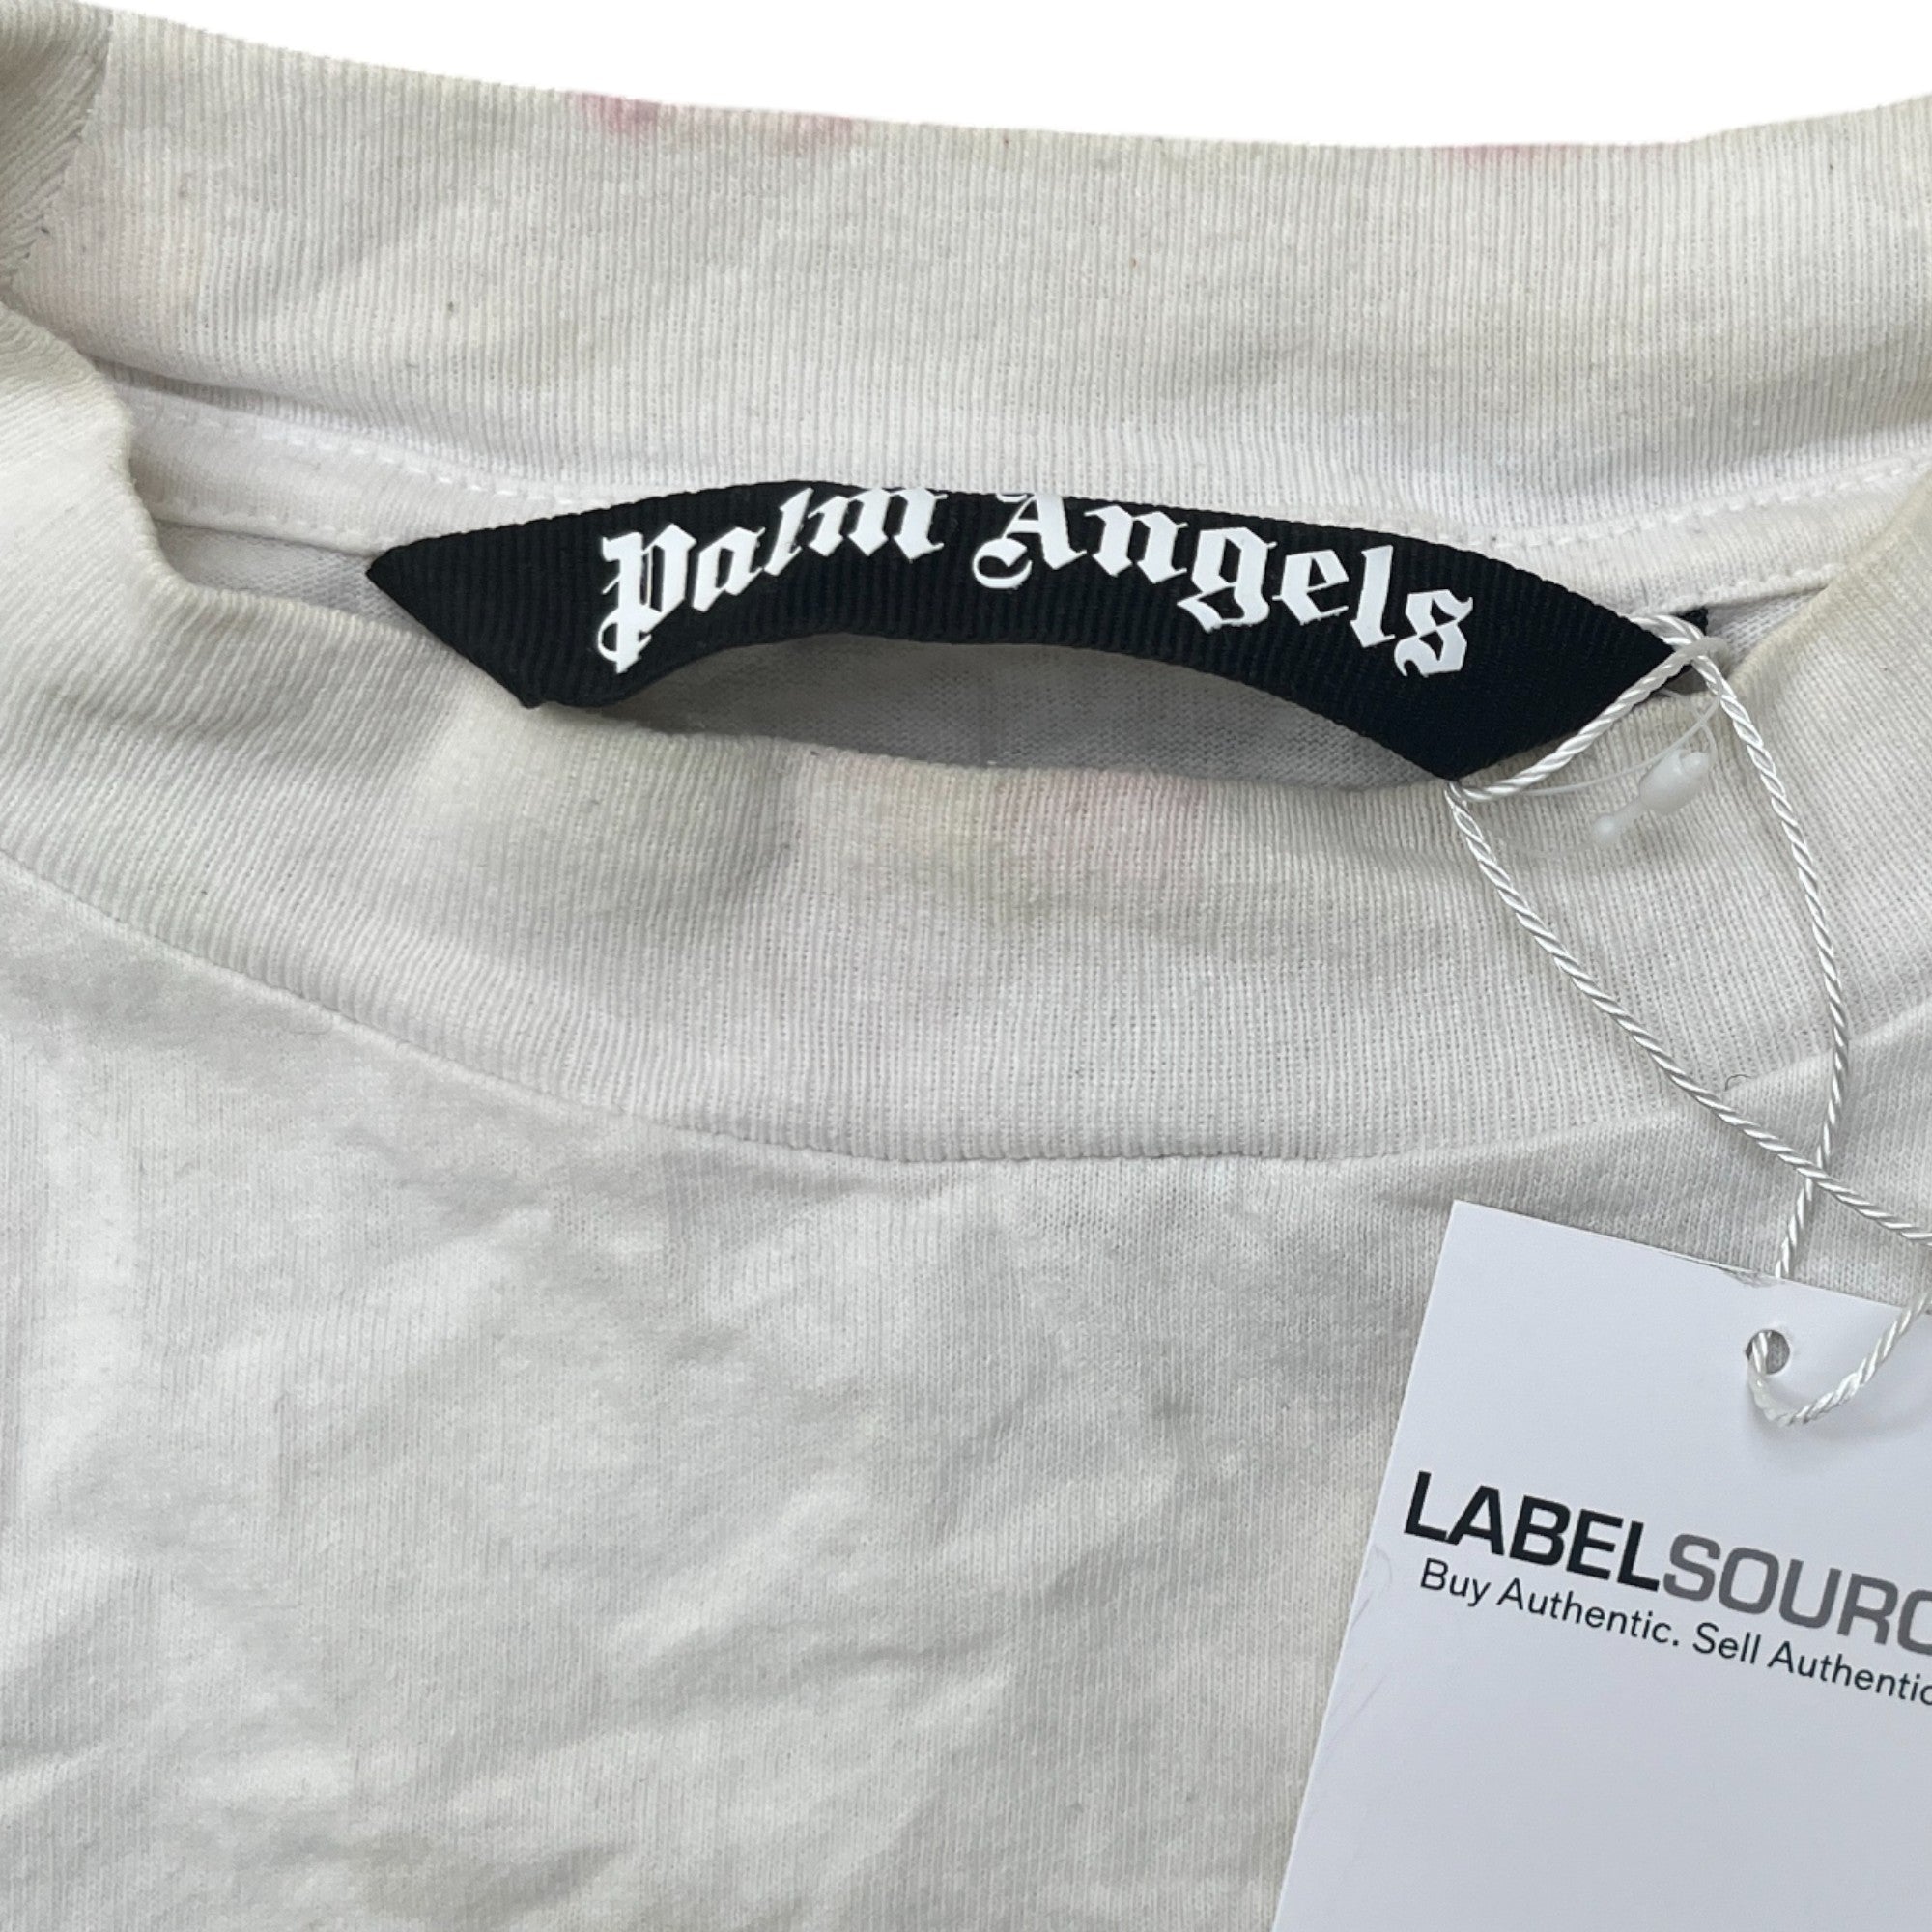 Palm Angels
LABELSOURC
Buy Authentic. Sell Authentic